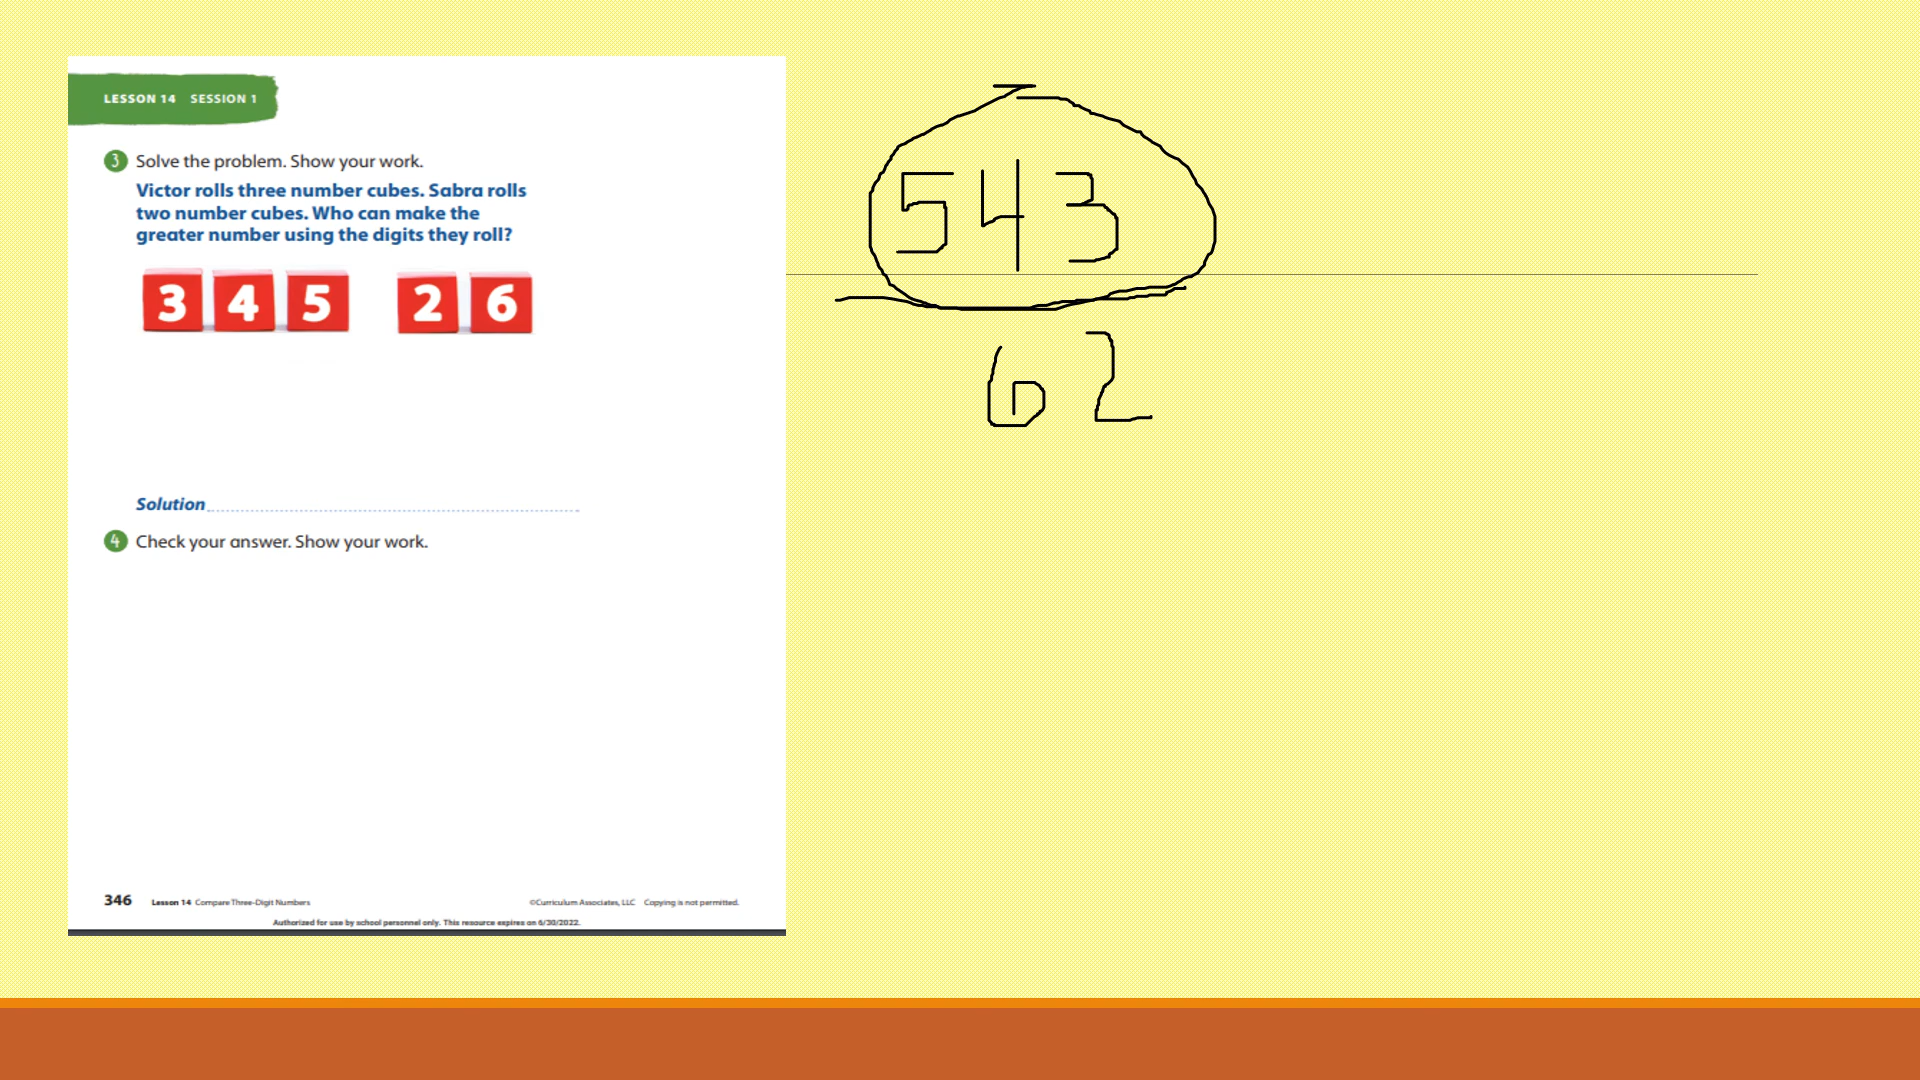 LESSON 14 SESSION 1
3 Solve the problem. Show your work.
Victor rolls three number cubes. Sabra rolls
two number cubes. Who can make the
greater number using the digits they roll?
3 4 5 2 6
Solution
4 Check your answer. Show your work.
346 Lesson 14 Compare Three-Digit Numbers ©Curriculum Associates, LLC Copying is not permitted.
Authorized for use by school personnel only. This resource expires on 6/30/2022.
543
62